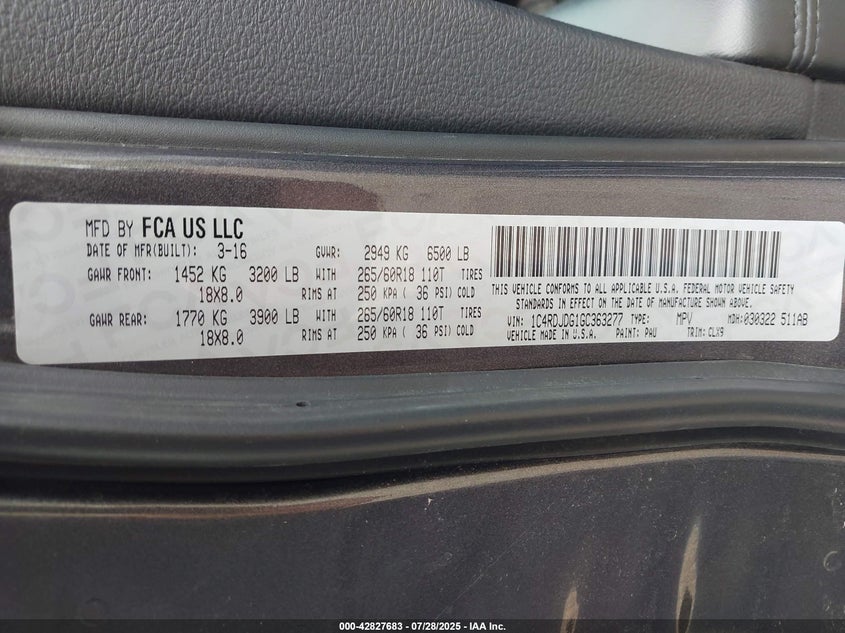 MFD BY FCA US LLC
DATE OF MFR(BUILT): 3-16 GVWR: 2949 KG 6500 LB
GAWR FRONT: 1452 KG 3200 LB WITH 265/60R18 110T TIRES
18X8.0 RIMS AT 250 KPA ( 36 PSI) COLD
GAWR REAR: 1770 KG 3900 LB WITH 265/60R18 110T TIRES
18X8.0 RIMS AT 250 KPA ( 36 PSI) COLD
THIS VEHICLE CONFORMS TO ALL APPLICABLE U.S.A. FEDERAL MOTOR VEHICLE SAFETY
STANDARDS IN EFFECT ON THE DATE OF MANUFACTURE SHOWN ABOVE.
VIN: 1C4RDJDG1GC363277 TYPE: MPV MDH: 030322 511AB
VEHICLE MADE IN U.S.A. PAINT: PAU TRIM: CLX9
000-42827683 / 07/28/2025 - IAA Inc.